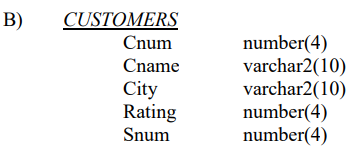 B) CUSTOMERS
Cnum number(4)
Cname varchar2(10)
City varchar2(10)
Rating number(4)
Snum number(4)